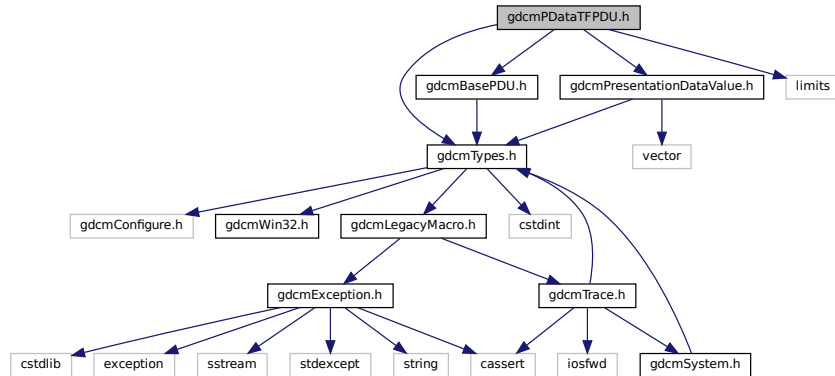 gdcmPDataTFPDU.h
gdcmBasePDU.h
gdcmPresentationDataValue.h
limits
gdcmTypes.h
vector
gdcmConfigure.h
gdcmWin32.h
gdcmLegacyMacro.h
cstdint
gdcmException.h
gdcmTrace.h
cstdlib
exception
sstream
stdexcept
string
cassert
iosfwd
gdcmSystem.h